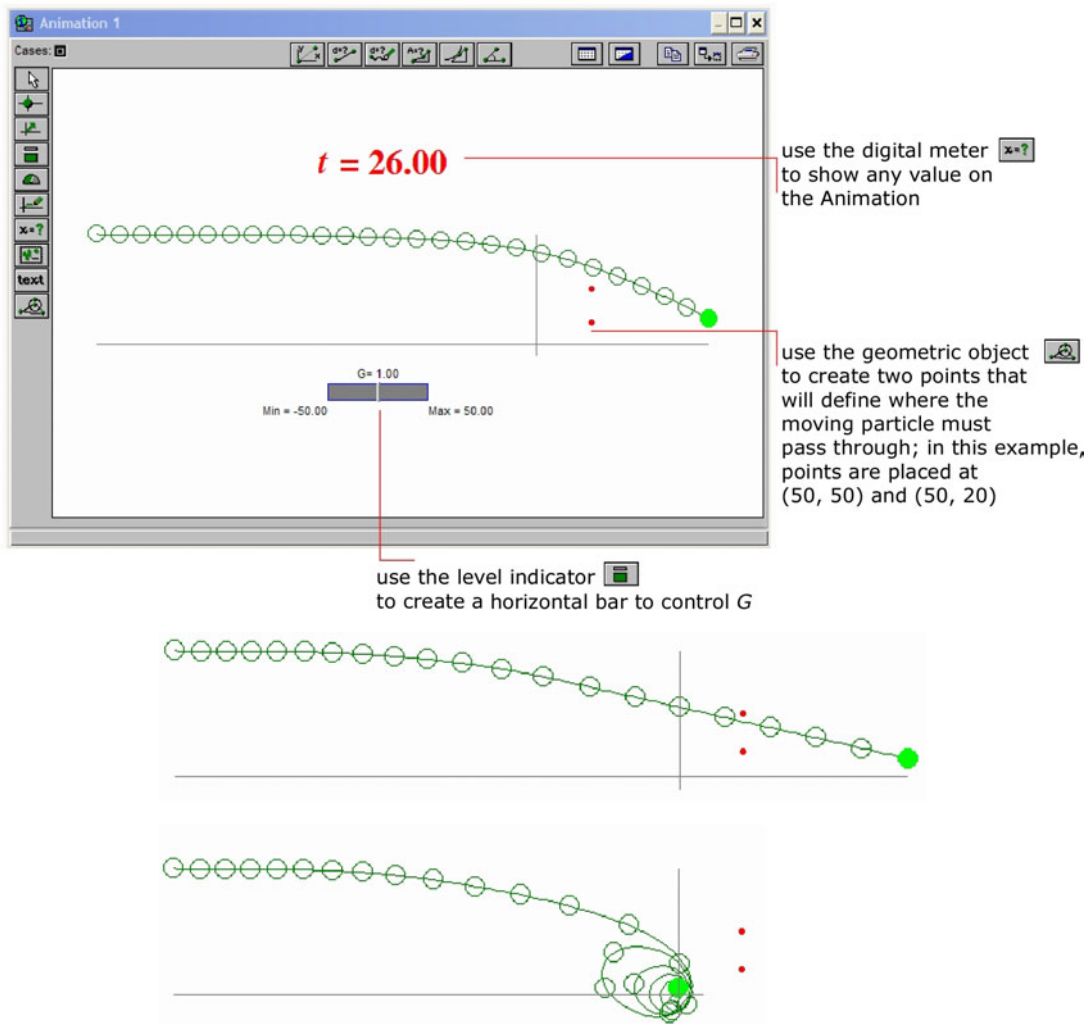 Animation 1
Cases:
y x
d=?
d=?
A=?
t = 26.00
x=?
text
G= 1.00
Min = -50.00
Max = 50.00
use the digital meter x=?
to show any value on
the Animation
use the geometric object
to create two points that
will define where the
moving particle must
pass through; in this example,
points are placed at
(50, 50) and (50, 20)
use the level indicator
to create a horizontal bar to control G